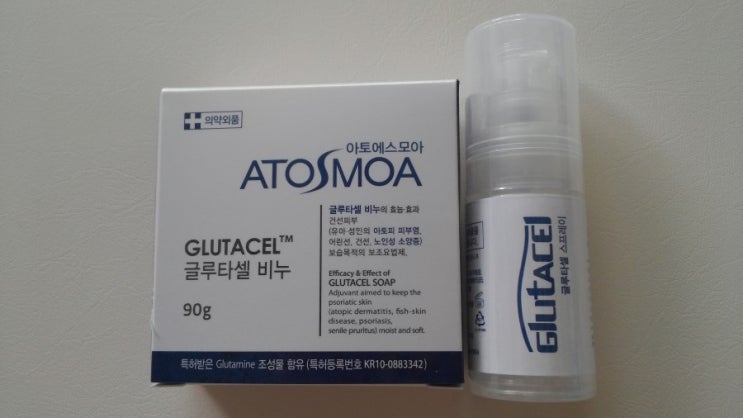 의약외품
아토에스모아
ATOSMOA
글루타셀 비누의 효능·효과
건선피부
(유아·성인의 아토피 피부염,
어린선, 건선, 노인성 소양증)
보습목적의 보조요법제.
GLUTACEL™
글루타셀 비누
90g
Efficacy & Effect of
GLUTACEL SOAP
Adjuvant aimed to keep the
psoriatic skin
(atopic dermatitis, fish-skin
disease, psoriasis,
senile pruritus) moist and soft.
특허받은 Glutamine 조성물 함유 (특허등록번호 KR10-0883342)
GlutACEl
글루타셀 스프레이